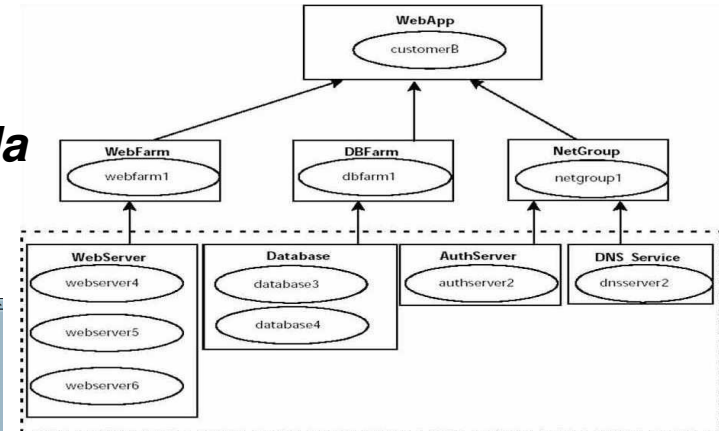 WebApp
customerB
la
WebFarm
webfarm1
DBFarm
dbfarm1
NetGroup
netgroup1
WebServer
webserver4
webserver5
webserver6
Database
database3
database4
AuthServer
authserver2
DNS Service
dnsserver2